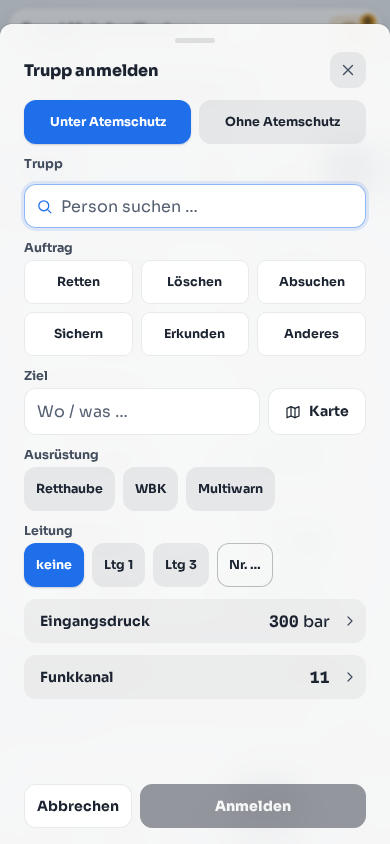 Trupp anmelden
Unter Atemschutz
Ohne Atemschutz
Trupp
Person suchen ...
Auftrag
Retten
Löschen
Absuchen
Sichern
Erkunden
Anderes
Ziel
Wo / was ...
Karte
Ausrüstung
Retthaube
WBK
Multiwarn
Leitung
keine
Ltg 1
Ltg 3
Nr. ...
Eingangsdruck
300 bar
Funkkanal
11
Abbrechen
Anmelden